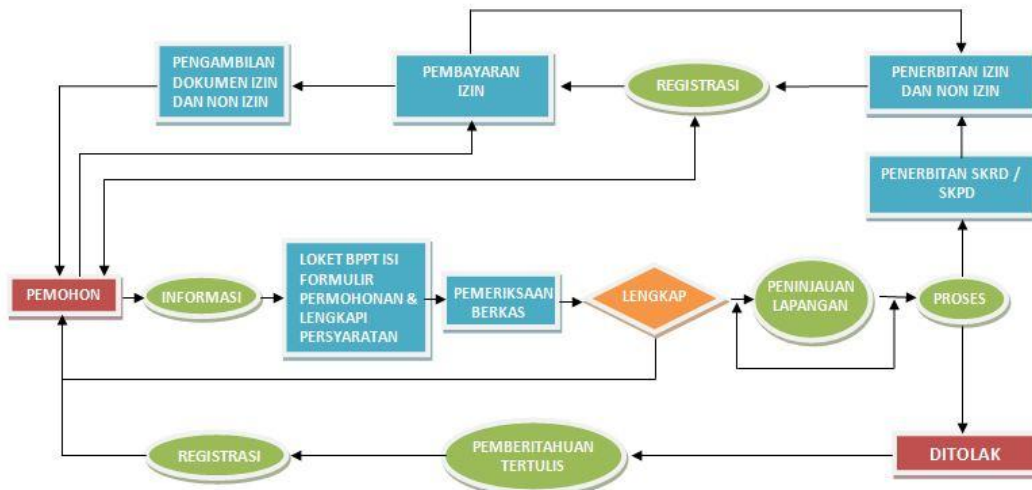 PENGAMBILAN
DOKUMEN IZIN
DAN NON IZIN
PEMBAYARAN
IZIN
REGISTRASI
PENERBITAN IZIN
DAN NON IZIN
PENERBITAN SKRD /
SKPD
PEMOHON
INFORMASI
LOKET BPPT ISI
FORMULIR
PERMOHONAN &
LENGKAPI
PERSYARATAN
PEMERIKSAAN
BERKAS
LENGKAP
PENINJAUAN
LAPANGAN
PROSES
REGISTRASI
PEMBERITAHUAN
TERTULIS
DITOLAK